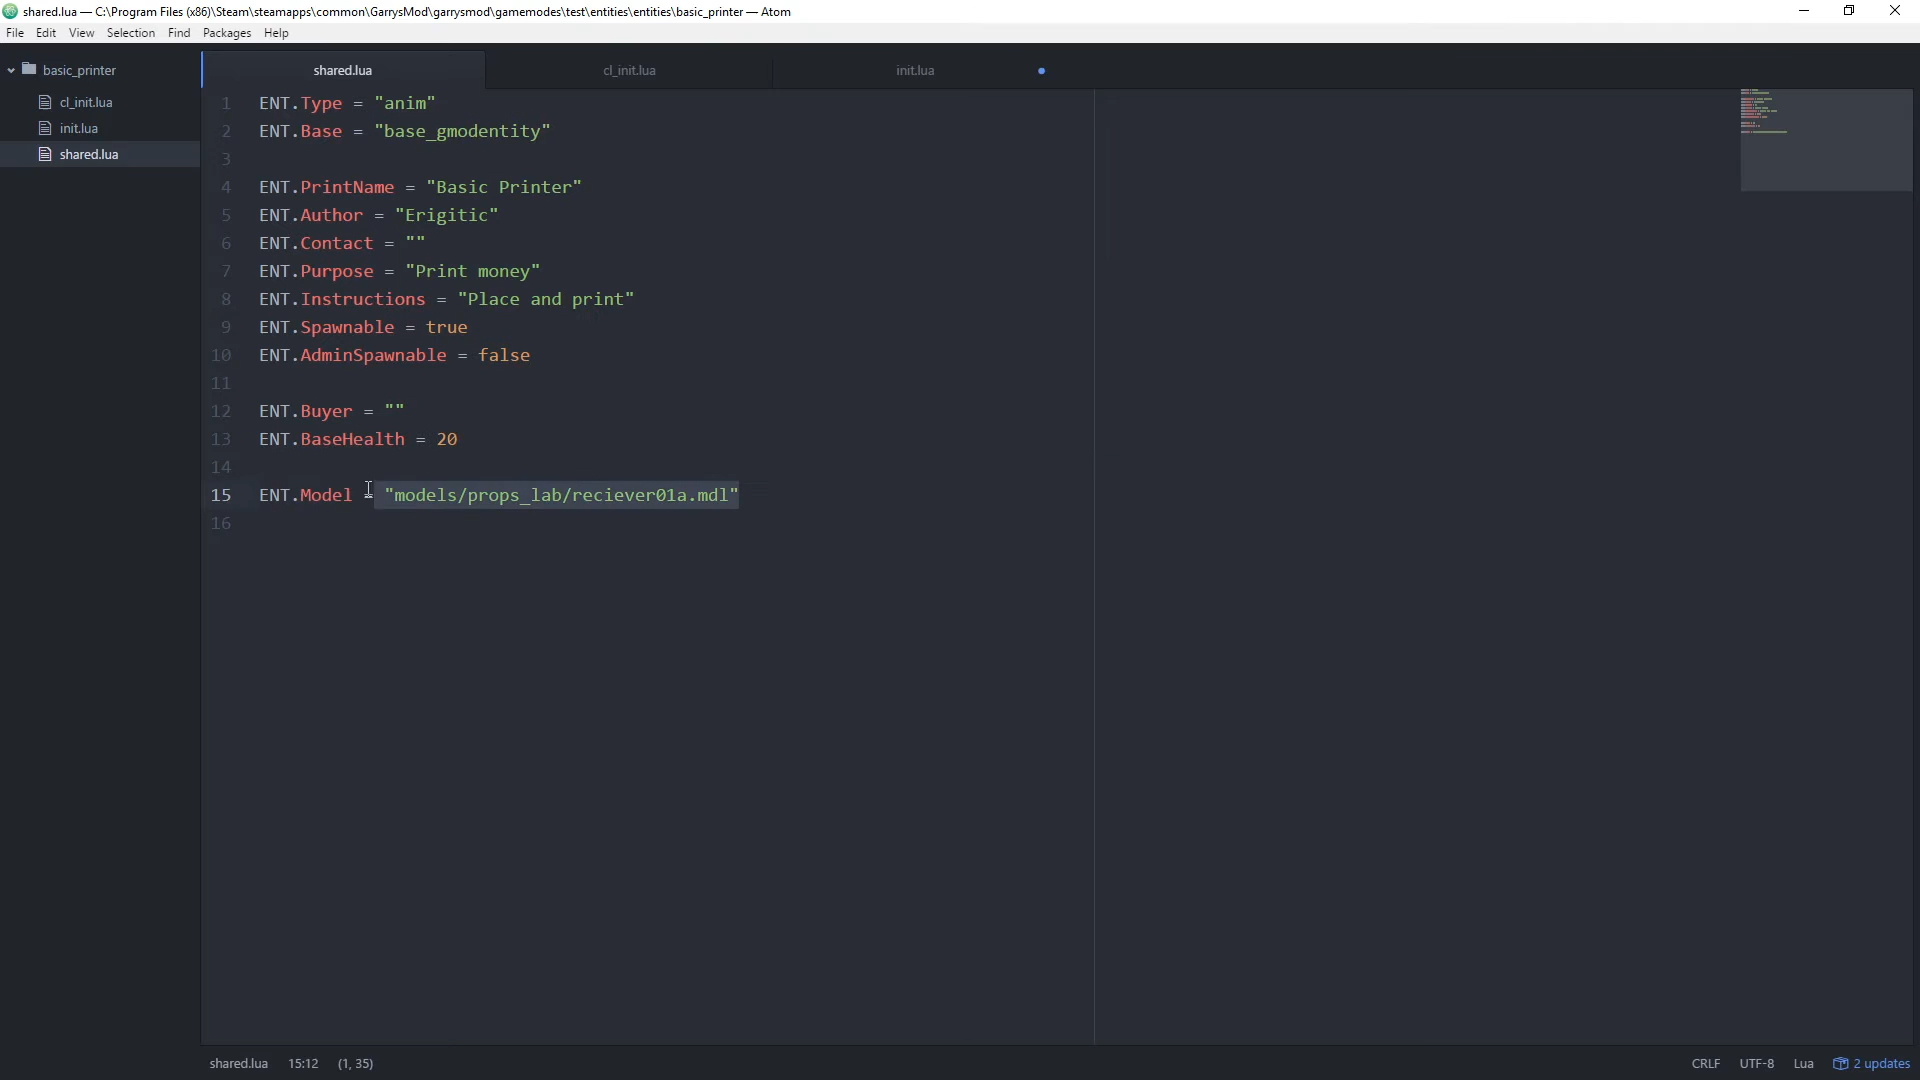 shared.lua — C:\Program Files (x86)\Steam\steamapps\common\GarrysMod\garrysmod\gamemodes\test\entities\entities\basic_printer — Atom
File Edit View Selection Find Packages Help
basic_printer
cl_init.lua
init.lua
shared.lua
shared.lua cl_init.lua init.lua
1 ENT.Type = "anim"
2 ENT.Base = "base_gmodentity"
3
4 ENT.PrintName = "Basic Printer"
5 ENT.Author = "Erigitic"
6 ENT.Contact = ""
7 ENT.Purpose = "Print money"
8 ENT.Instructions = "Place and print"
9 ENT.Spawnable = true
10 ENT.AdminSpawnable = false
11
12 ENT.Buyer = ""
13 ENT.BaseHealth = 20
14
15 ENT.Model = "models/props_lab/reciever01a.mdl"
16
shared.lua 15:12 (1, 35) CRLF UTF-8 Lua 2 updates